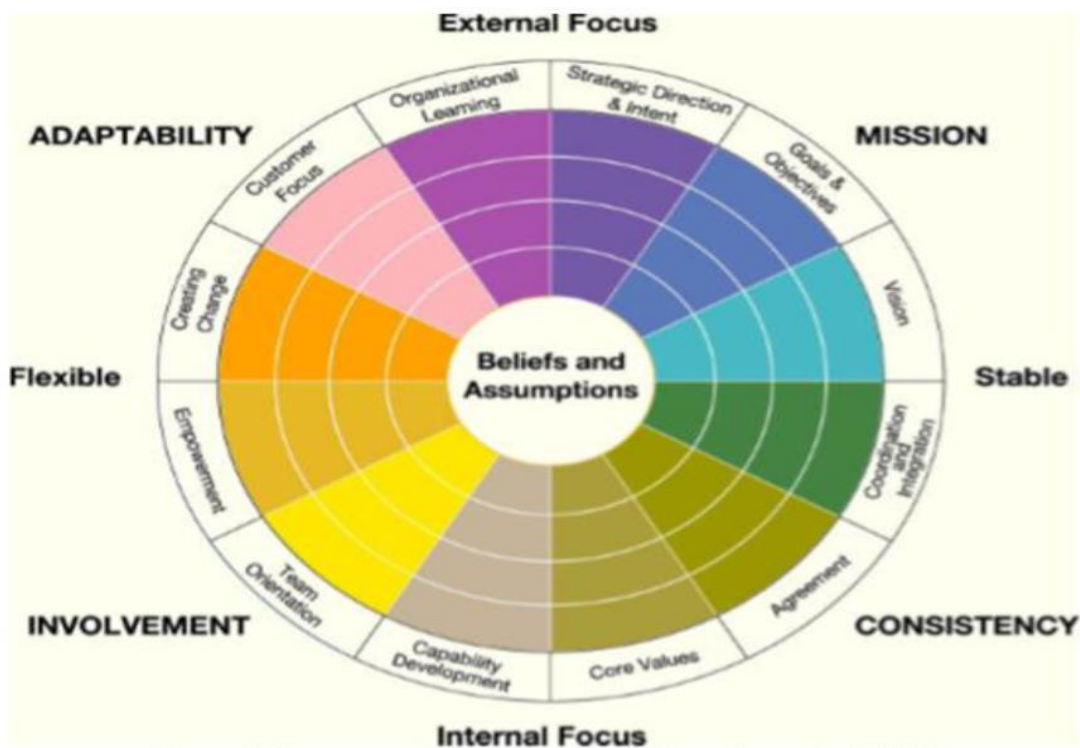 External Focus
ADAPTABILITY
MISSION
Organizational
Learning
Strategic Direction
& Intent
Customer
Focus
Goals &
Objectives
Creating
Change
Vision
Flexible
Beliefs and
Assumptions
Stable
Empowerment
Coordination
and
Integration
Team
Orientation
Agreement
INVOLVEMENT
CONSISTENCY
Capability
Development
Core Values
Internal Focus